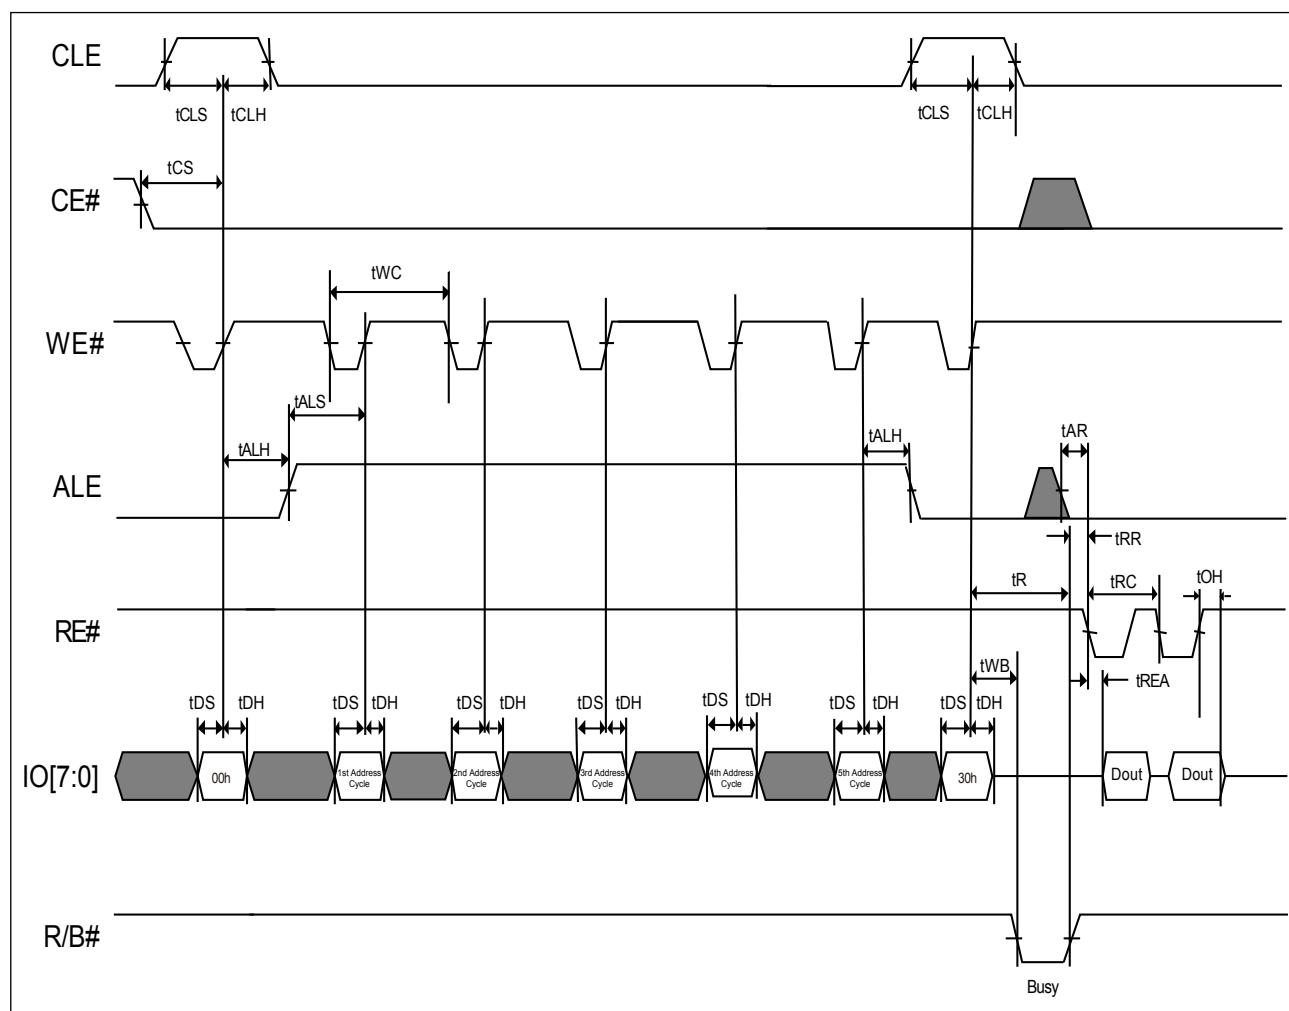 CLE
tCLS tCLH
tCLS tCLH
tCS
CE#
tWC
WE#
tALS
tALH
tALH
tAR
ALE
tRR
tR
tRC
tOH
RE#
tWB
tREA
tDS tDH
tDS tDH
tDS tDH
tDS tDH
tDS tDH
tDS tDH
tDS tDH
IO[7:0]
00h
1st Address
Cycle
2nd Address
Cycle
3rd Address
Cycle
4th Address
Cycle
5th Address
Cycle
30h
Dout
Dout
R/B#
Busy